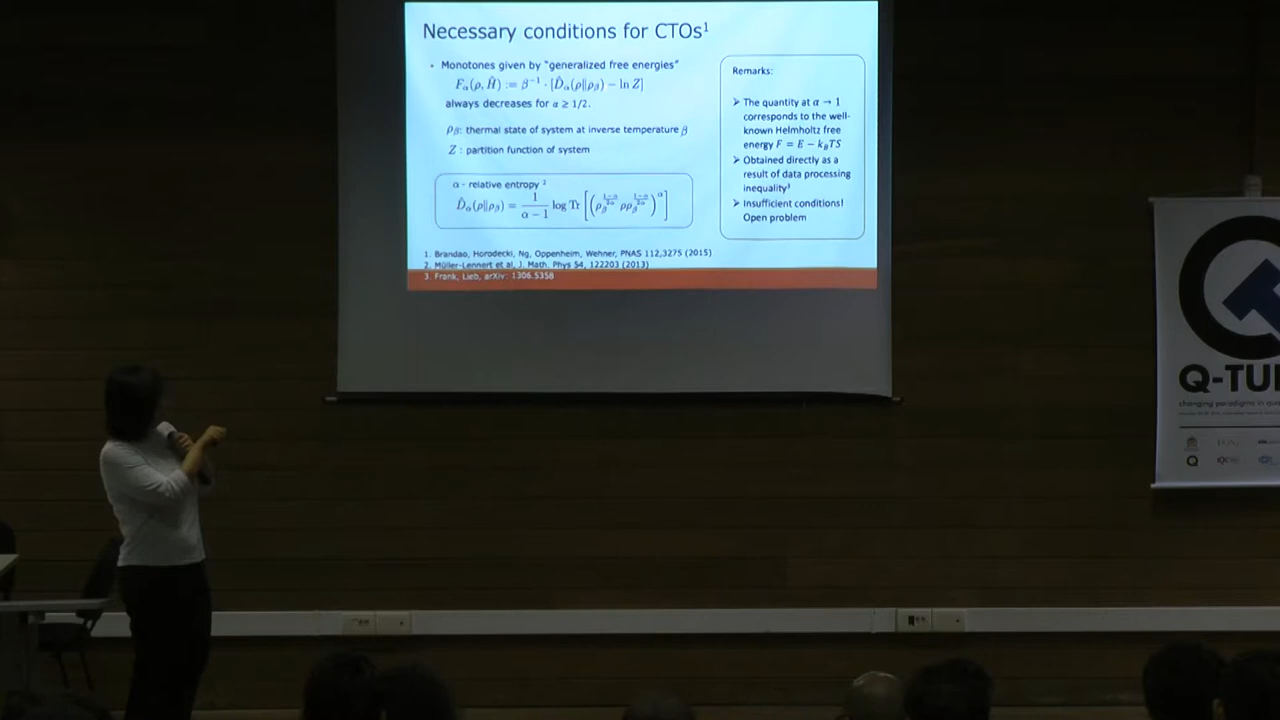 Necessary conditions for CTOs¹
• Monotones given by "generalized free energies"
F_α(ρ, Ĥ) := β⁻¹ · [D̂_α(ρ||ρ_β) − ln Z]
always decreases for α ≥ 1/2.
ρ_β: thermal state of system at inverse temperature β
Z : partition function of system
α - relative entropy ²
D̂_α(ρ||ρ_β) = 1/(α−1) log Tr [(ρ_β^((1−α)/2α) ρρ_β^((1−α)/2α))^α]
1. Brandao, Horodecki, Ng, Oppenheim, Wehner, PNAS 112,3275 (2015)
2. Müller-Lennert et al, J. Math. Phys 54, 122203 (2013)
3. Frank, Lieb, arXiv: 1306.5358
Remarks:
➢ The quantity at α → 1
corresponds to the well-
known Helmholtz free
energy F = E − k_BTS
➢ Obtained directly as a
result of data processing
inequality³
➢ Insufficient conditions!
Open problem
Q-TU
changing paradigms in
Q